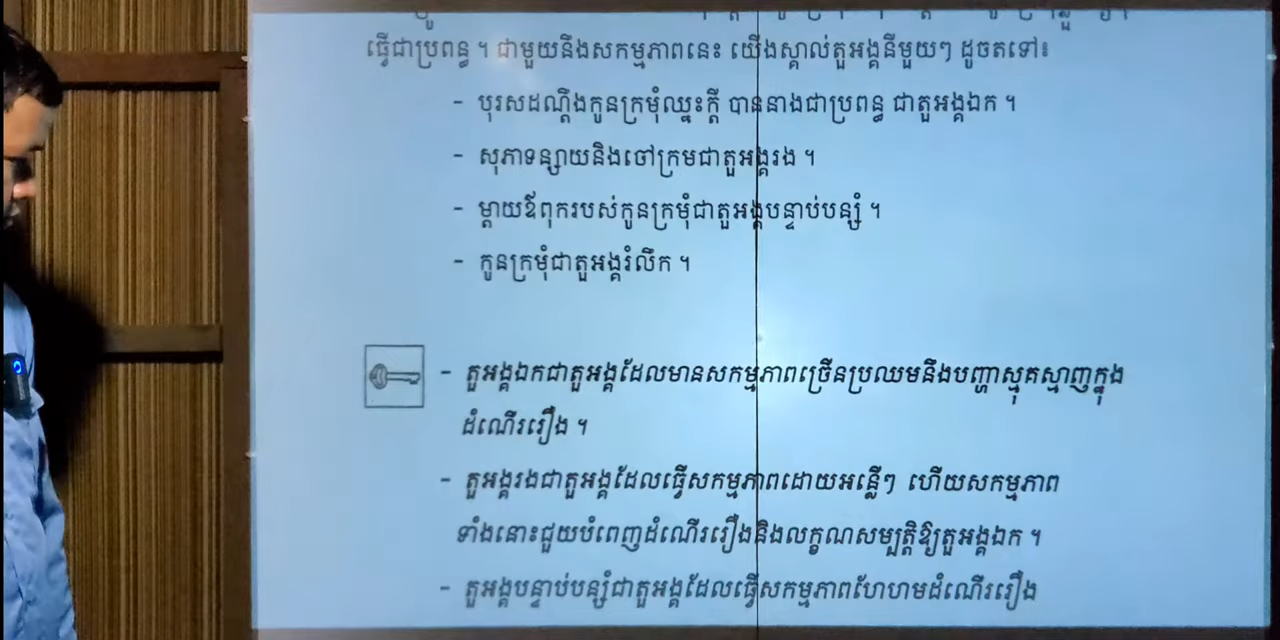 ធ្វើជាប្រពន្ធ ។ ជាមួយនឹងសកម្មភាពនេះ យើងស្គាល់តួអង្គនីមួយៗ ដូចតទៅ៖
- បុរសដណ្តឹងកូនក្រមុំឈ្នះក្តី បាននាងជាប្រពន្ធ ជាតួអង្គឯក ។
- សុភាទន្សាយនិងចៅក្រមជាតួអង្គរង ។
- ម្តាយឪពុករបស់កូនក្រមុំជាតួអង្គបន្ទាប់បន្សំ ។
- កូនក្រមុំជាតួអង្គរំលឹក ។
- តួអង្គឯកជាតួអង្គដែលមានសកម្មភាពច្រើនប្រឈមនឹងបញ្ហាស្មុគស្មាញក្នុង
ដំណើររឿង ។
- តួអង្គរងជាតួអង្គដែលធ្វើសកម្មភាពដោយអន្លើៗ ហើយសកម្មភាព
ទាំងនោះជួយបំពេញដំណើររឿងនិងលក្ខណសម្បត្តិឱ្យតួអង្គឯក ។
- តួអង្គបន្ទាប់បន្សំជាតួអង្គដែលធ្វើសកម្មភាពហែហមដំណើររឿង